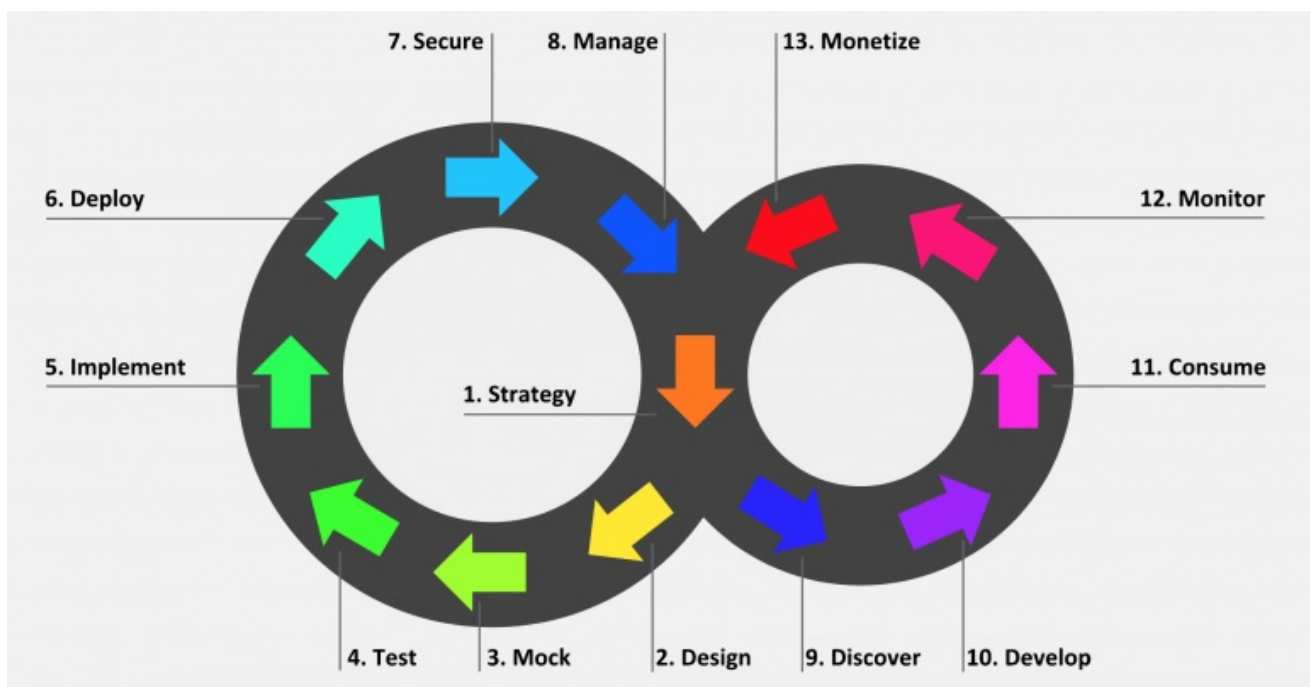 7. Secure
8. Manage
13. Monetize
6. Deploy
12. Monitor
5. Implement
11. Consume
1. Strategy
4. Test
3. Mock
2. Design
9. Discover
10. Develop